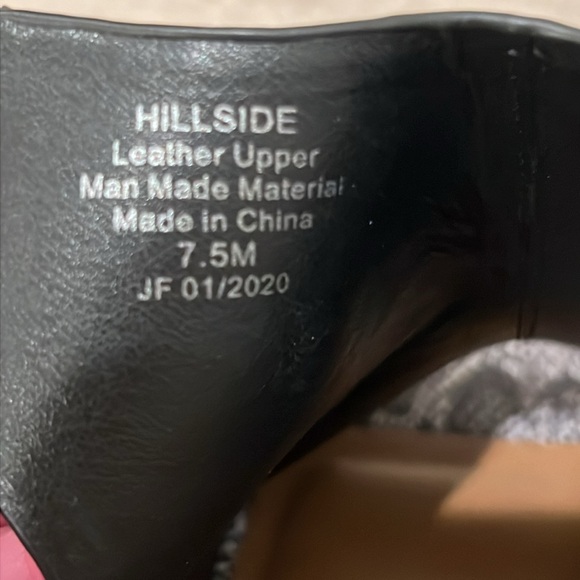 HILLSIDE
Leather Upper
Man Made Material
Made in China
7.5M
JF 01/2020